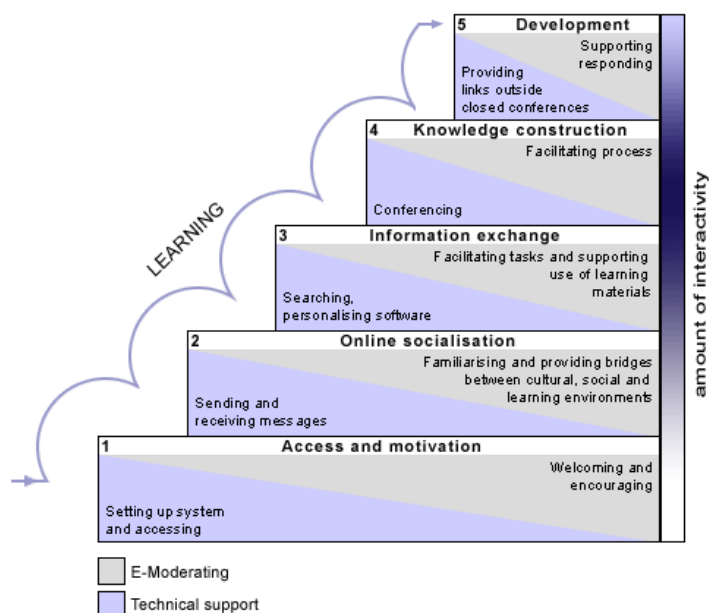 5 Development
Supporting
responding
Providing
links outside
closed conferences
4 Knowledge construction
Facilitating process
Conferencing
3 Information exchange
Facilitating tasks and supporting
use of learning
materials
Searching,
personalising software
2 Online socialisation
Familiarising and providing bridges
between cultural, social and
learning environments
Sending and
receiving messages
1 Access and motivation
Welcoming and
encouraging
Setting up system
and accessing
LEARNING
amount of interactivity
E-Moderating
Technical support